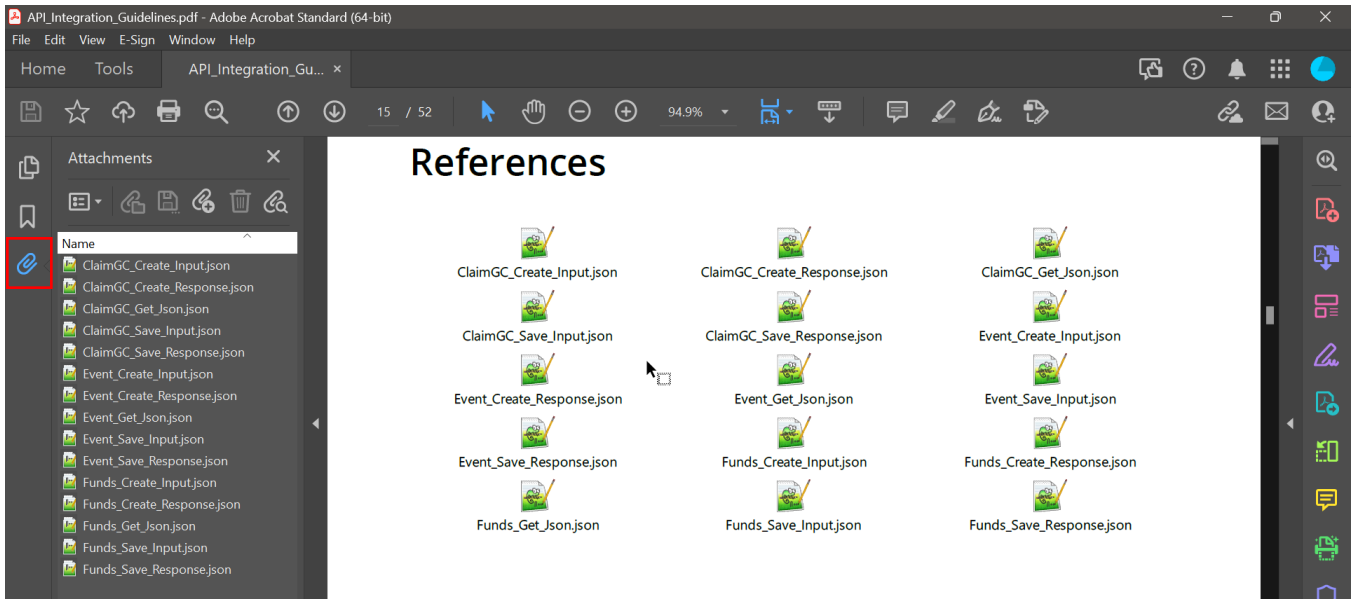 API_Integration_Guidelines.pdf - Adobe Acrobat Standard (64-bit)
File Edit View E-Sign Window Help
Home Tools API_Integration_Gu... ×
15 / 52 94.9%
Attachments
Name
ClaimGC_Create_Input.json
ClaimGC_Create_Response.json
ClaimGC_Get_Json.json
ClaimGC_Save_Input.json
ClaimGC_Save_Response.json
Event_Create_Input.json
Event_Create_Response.json
Event_Get_Json.json
Event_Save_Input.json
Event_Save_Response.json
Funds_Create_Input.json
Funds_Create_Response.json
Funds_Get_Json.json
Funds_Save_Input.json
Funds_Save_Response.json
References
ClaimGC_Create_Input.json ClaimGC_Create_Response.json ClaimGC_Get_Json.json
ClaimGC_Save_Input.json ClaimGC_Save_Response.json Event_Create_Input.json
Event_Create_Response.json Event_Get_Json.json Event_Save_Input.json
Event_Save_Response.json Funds_Create_Input.json Funds_Create_Response.json
Funds_Get_Json.json Funds_Save_Input.json Funds_Save_Response.json